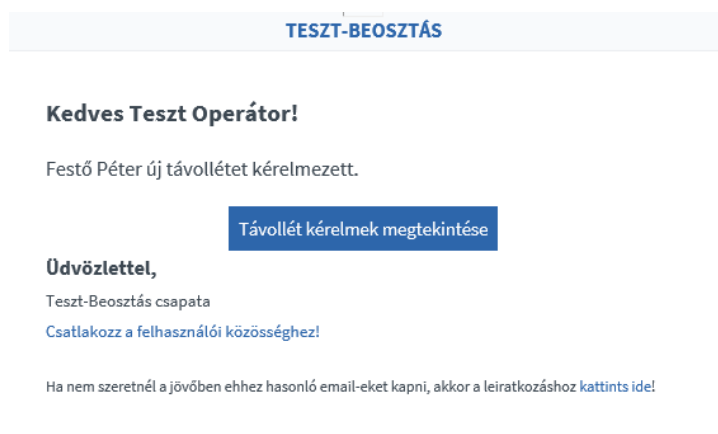 TESZT-BEOSZTÁS
Kedves Teszt Operátor!
Festő Péter új távollétet kérelmezett.
Távollét kérelmek megtekintése
Üdvözlettel,
Teszt-Beosztás csapata
Csatlakozz a felhasználói közösséghez!
Ha nem szeretnél a jövőben ehhez hasonló email-eket kapni, akkor a leiratkozáshoz kattints ide!